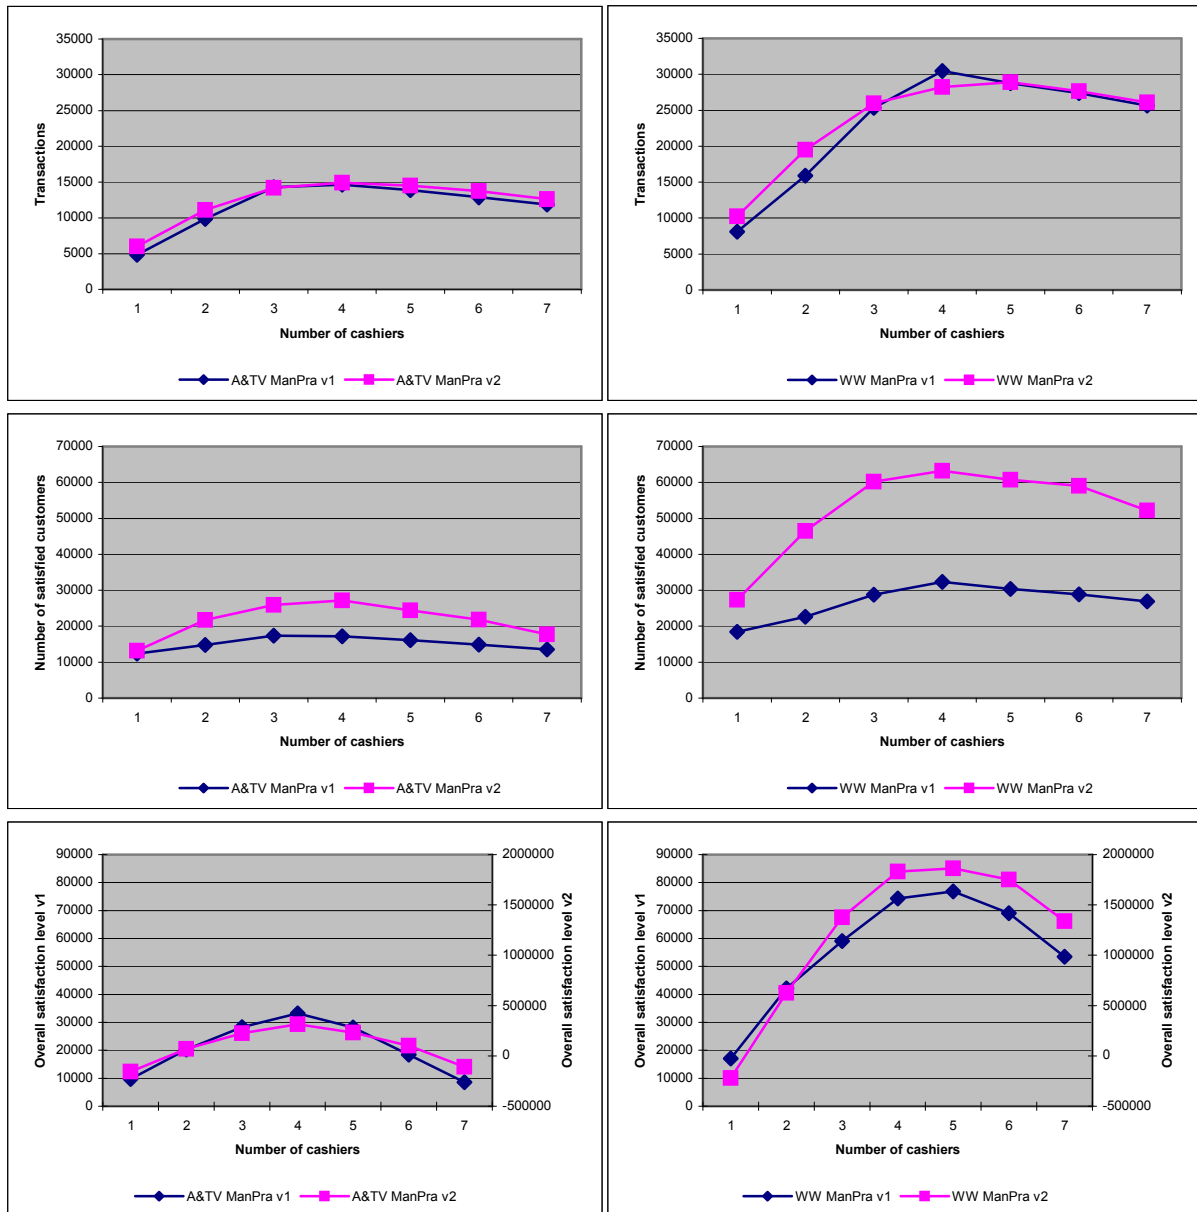 35000
30000
25000
20000
15000
10000
5000
0
Transactions
1 2 3 4 5 6 7
Number of cashiers
A&TV ManPra v1 A&TV ManPra v2
35000
30000
25000
20000
15000
10000
5000
0
Transactions
1 2 3 4 5 6 7
Number of cashiers
WW ManPra v1 WW ManPra v2
70000
60000
50000
40000
30000
20000
10000
0
Number of satisfied customers
1 2 3 4 5 6 7
Number of cashiers
A&TV ManPra v1 A&TV ManPra v2
70000
60000
50000
40000
30000
20000
10000
0
Number of satisfied customers
1 2 3 4 5 6 7
Number of cashiers
WW ManPra v1 WW ManPra v2
90000
80000
70000
60000
50000
40000
30000
20000
10000
0
Overall satisfaction level v1
2000000
1500000
1000000
500000
0
-500000
Overall satisfaction level v2
1 2 3 4 5 6 7
Number of cashiers
A&TV ManPra v1 A&TV ManPra v2
90000
80000
70000
60000
50000
40000
30000
20000
10000
0
Overall satisfaction level v1
2000000
1500000
1000000
500000
0
-500000
Overall satisfaction level v2
1 2 3 4 5 6 7
Number of cashiers
WW ManPra v1 WW ManPra v2